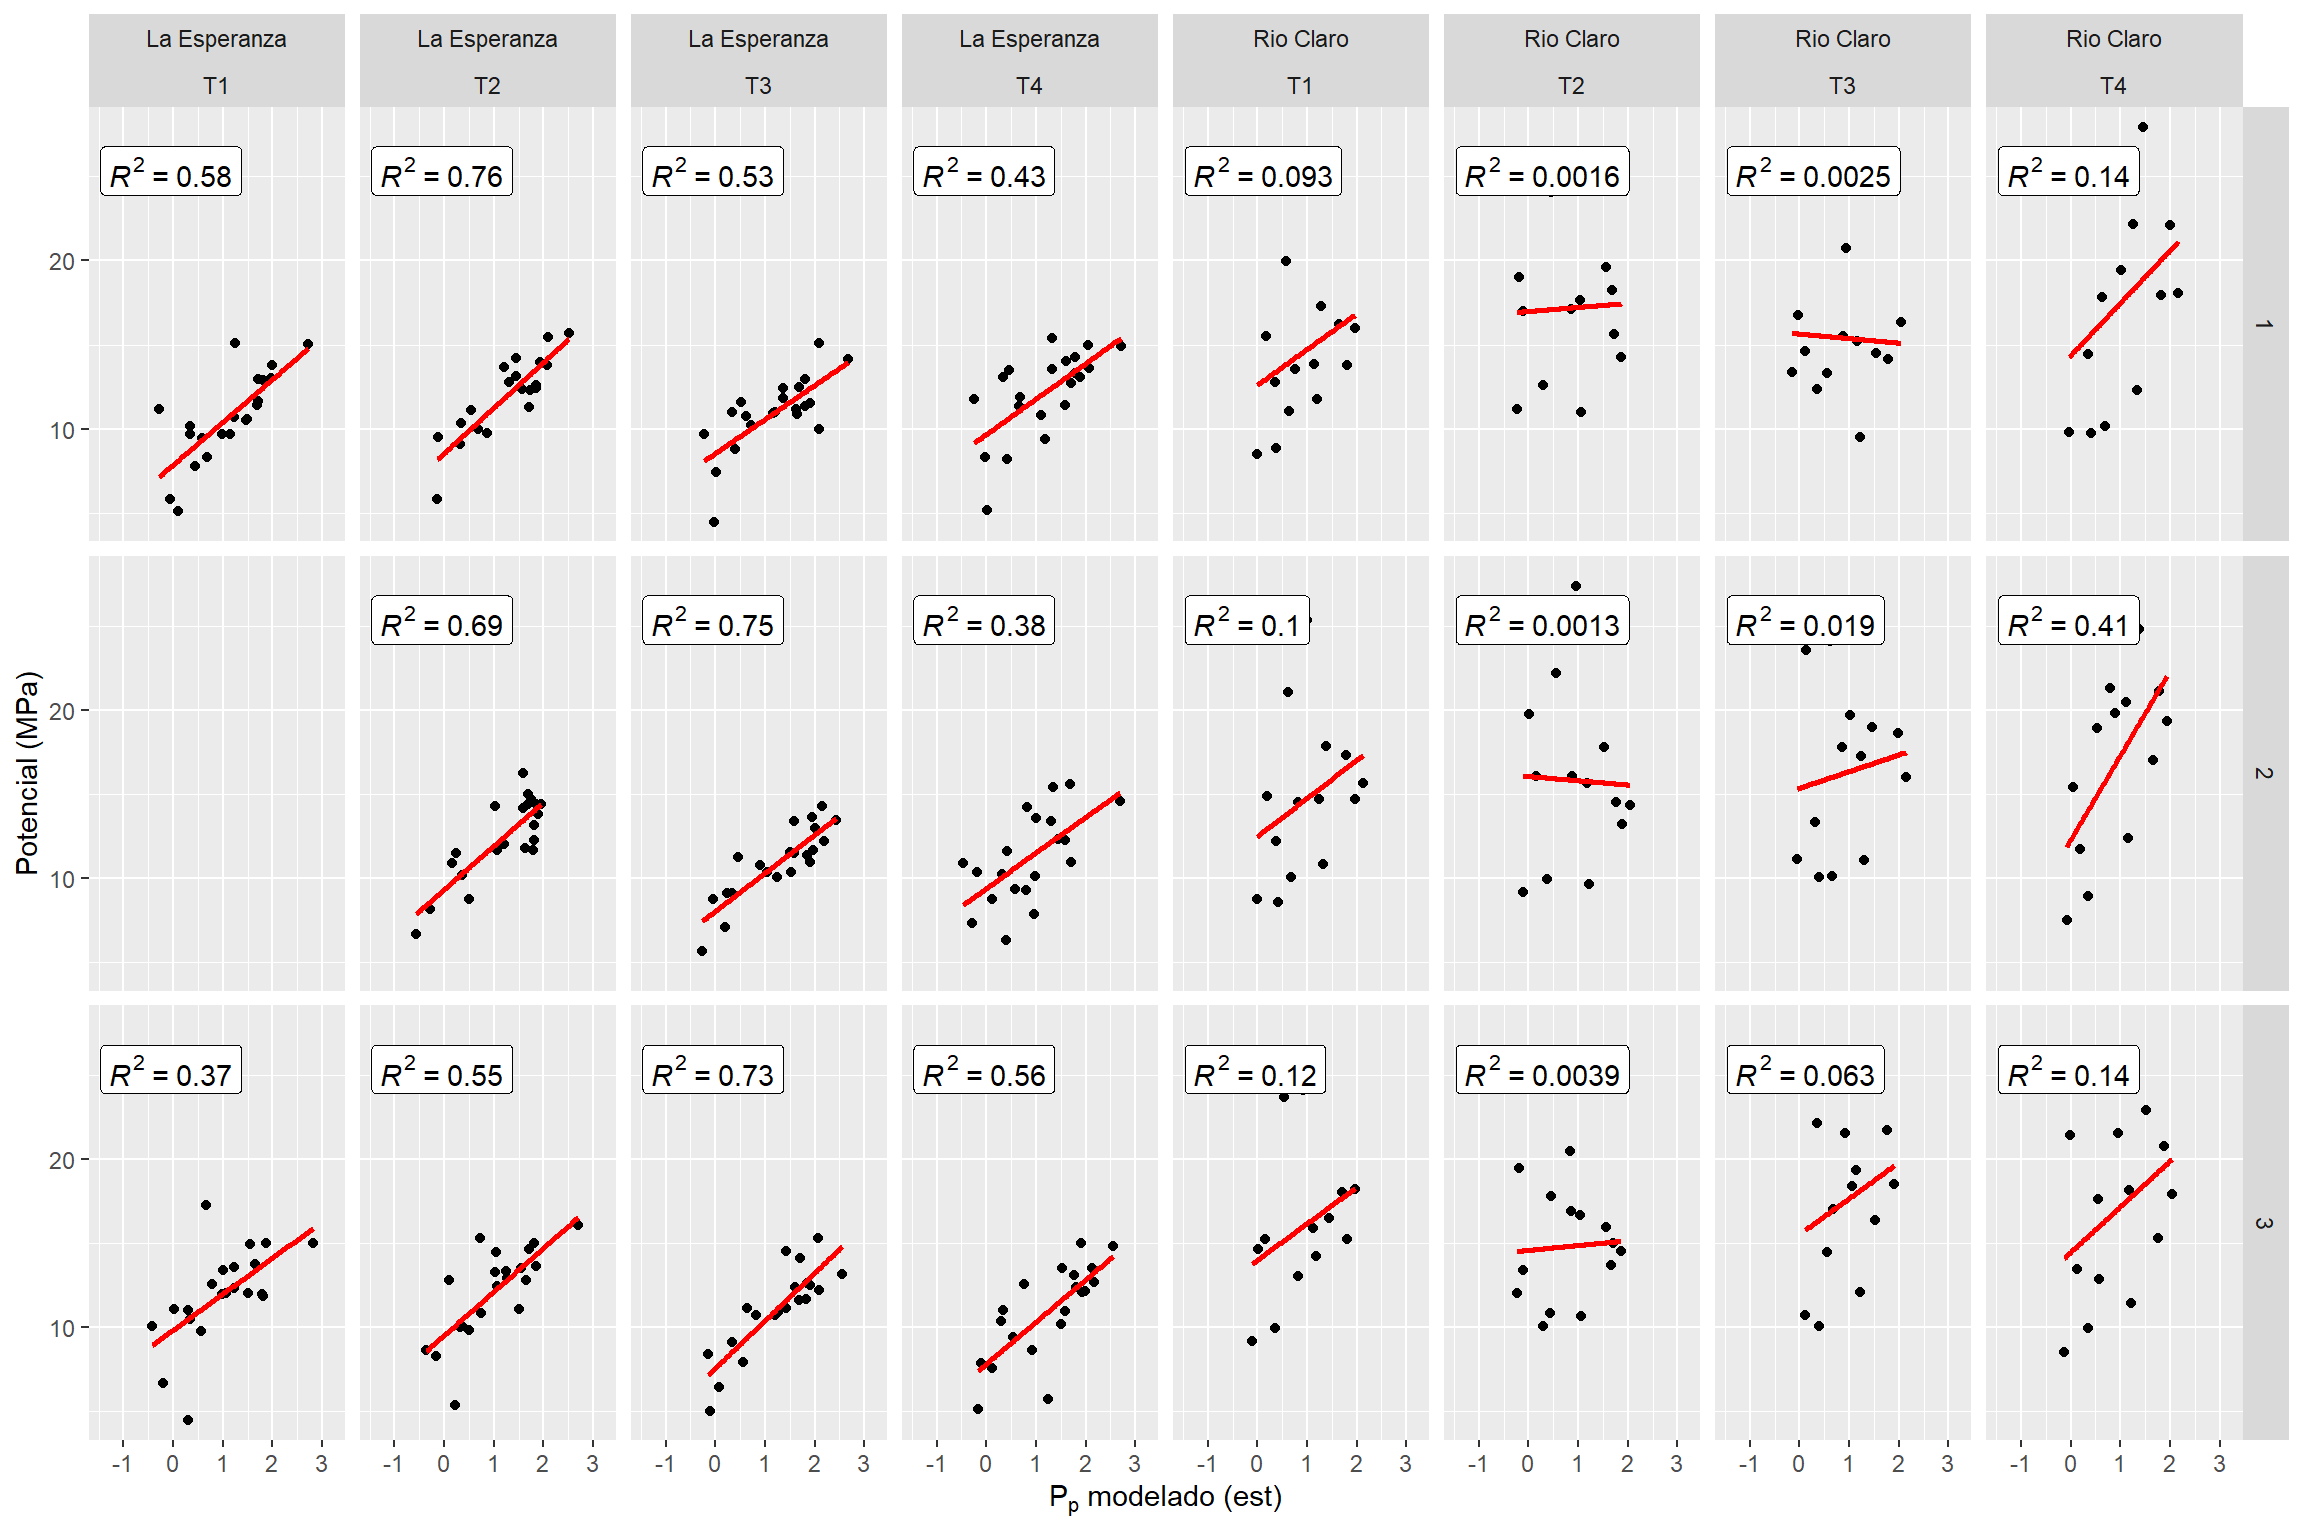 La Esperanza La Esperanza La Esperanza La Esperanza Rio Claro Rio Claro Rio Claro Rio Claro
T1 T2 T3 T4 T1 T2 T3 T4
R² = 0.58 R² = 0.76 R² = 0.53 R² = 0.43 R² = 0.093 R² = 0.0016 R² = 0.0025 R² = 0.14
20
10
1
R² = 0.69 R² = 0.75 R² = 0.38 R² = 0.1 R² = 0.0013 R² = 0.019 R² = 0.41
20
10
2
Potencial (MPa)
R² = 0.37 R² = 0.55 R² = 0.73 R² = 0.56 R² = 0.12 R² = 0.0039 R² = 0.063 R² = 0.14
20
10
3
-1 0 1 2 3 -1 0 1 2 3 -1 0 1 2 3 -1 0 1 2 3 -1 0 1 2 3 -1 0 1 2 3 -1 0 1 2 3 -1 0 1 2 3
Pₚ modelado (est)